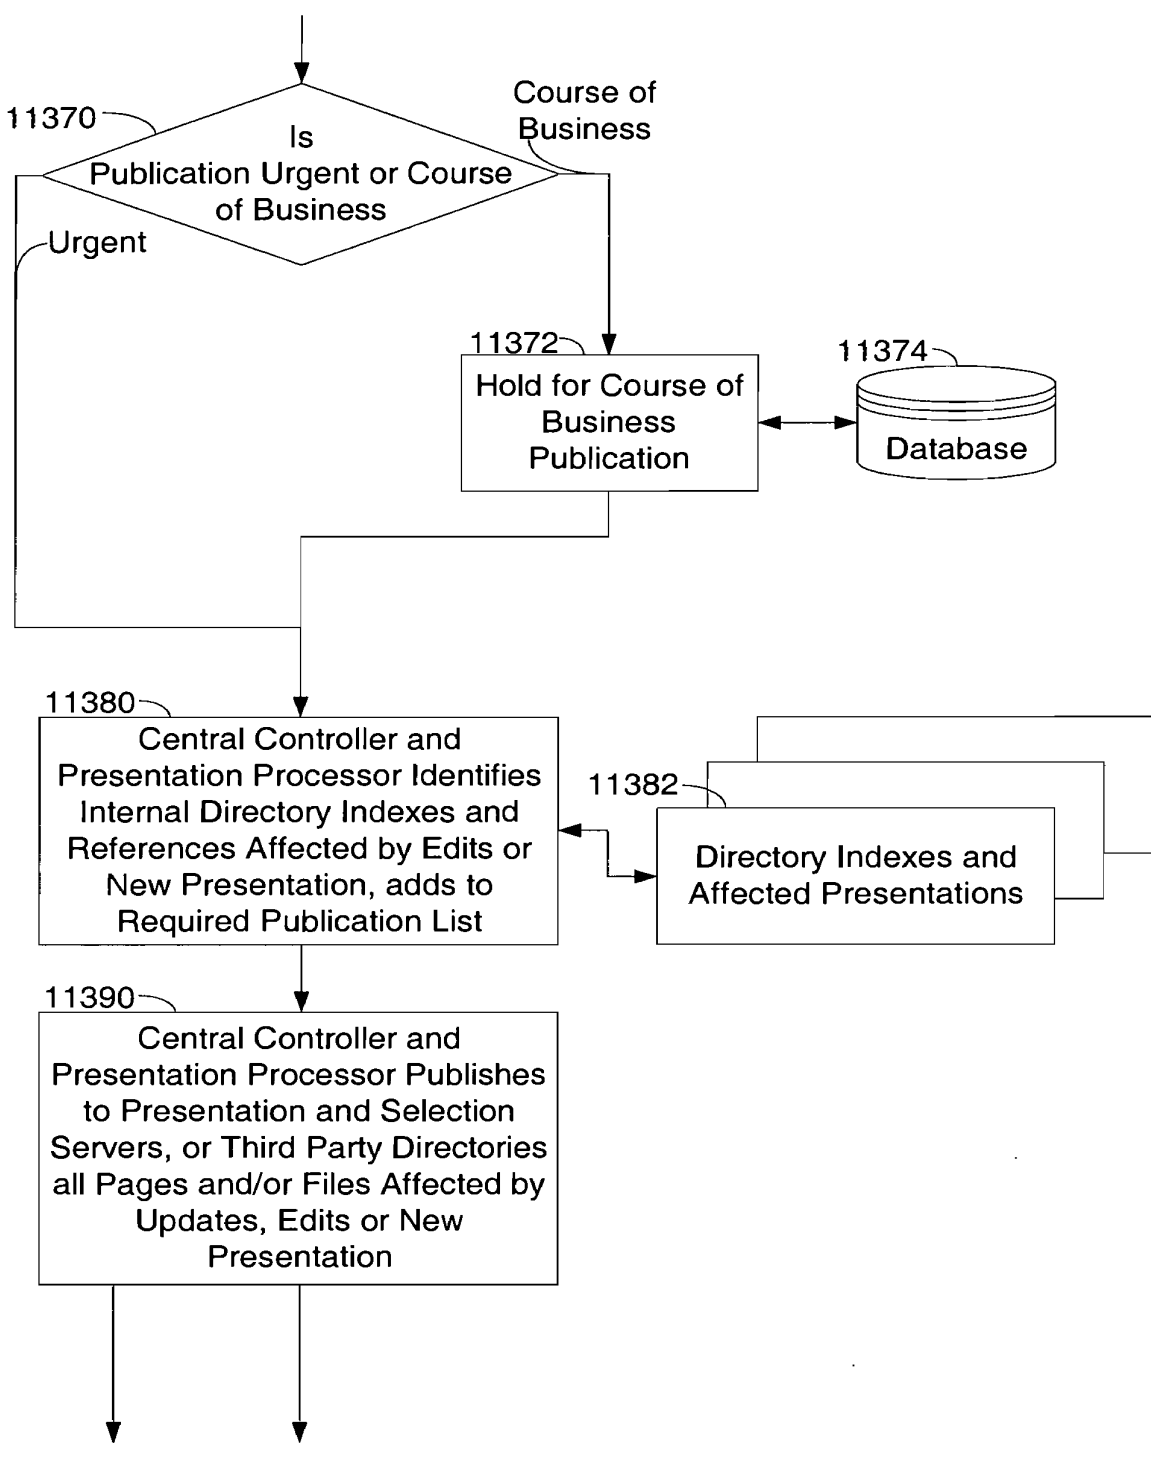 11370
Is
Publication Urgent or Course
of Business
Course of
Business
Urgent
11372
Hold for Course of
Business
Publication
11374
Database
11380
Central Controller and
Presentation Processor Identifies
Internal Directory Indexes and
References Affected by Edits or
New Presentation, adds to
Required Publication List
11382
Directory Indexes and
Affected Presentations
11390
Central Controller and
Presentation Processor Publishes
to Presentation and Selection
Servers, or Third Party Directories
all Pages and/or Files Affected by
Updates, Edits or New
Presentation